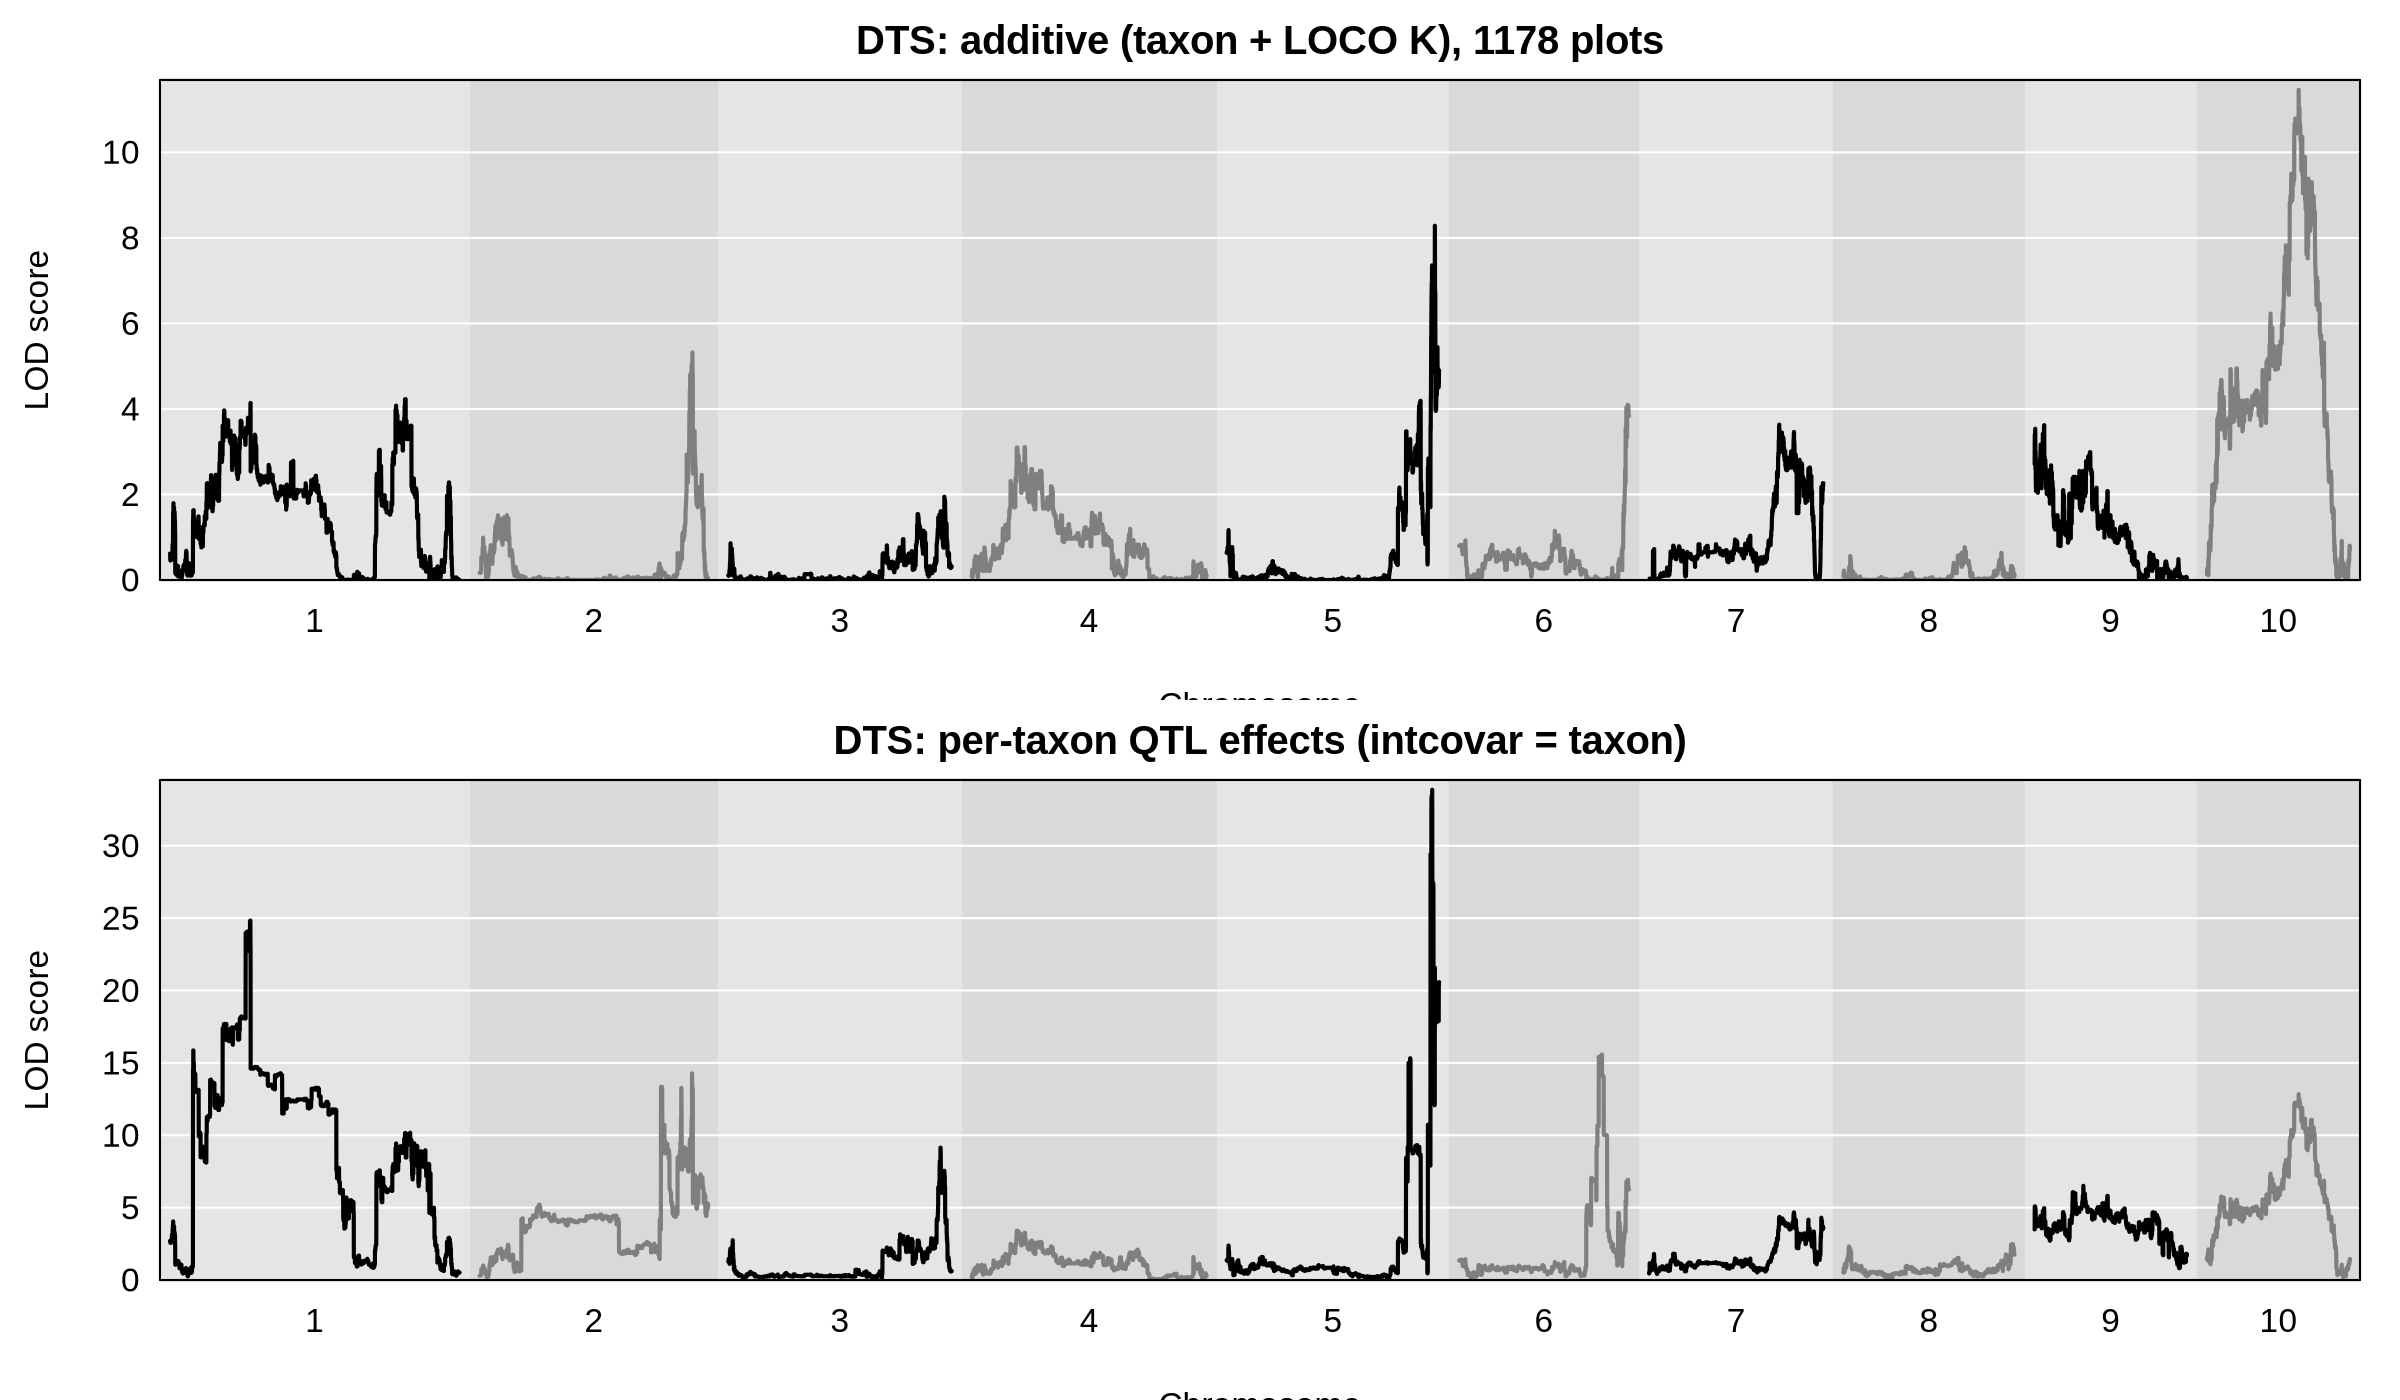 DTS: additive (taxon + LOCO K), 1178 plots
LOD score
10
8
6
4
2
0
1 2 3 4 5 6 7 8 9 10
Chromosome
DTS: per-taxon QTL effects (intcovar = taxon)
LOD score
30
25
20
15
10
5
0
1 2 3 4 5 6 7 8 9 10
Chromosome